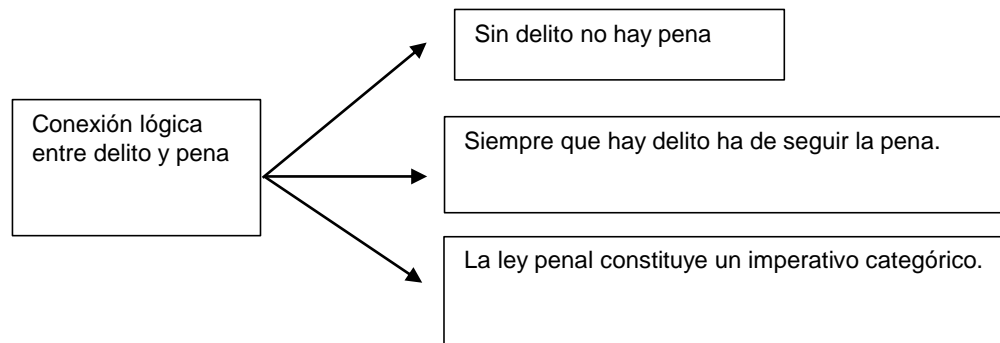 Sin delito no hay pena
Conexión lógica
entre delito y pena
Siempre que hay delito ha de seguir la pena.
La ley penal constituye un imperativo categórico.